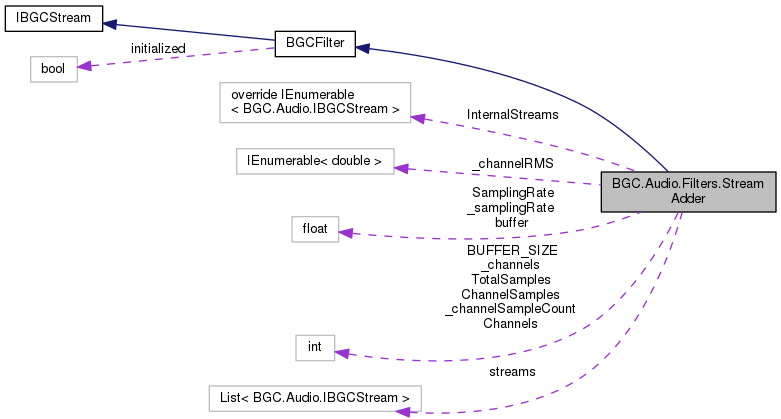 IBGCStream
BGCFilter
initialized
bool
override IEnumerable
< BGC.Audio.IBGCStream >
InternalStreams
IEnumerable< double >
_channelRMS
BGC.Audio.Filters.Stream
Adder
SamplingRate
_samplingRate
buffer
float
BUFFER_SIZE
_channels
TotalSamples
ChannelSamples
_channelSampleCount
Channels
int
streams
List< BGC.Audio.IBGCStream >